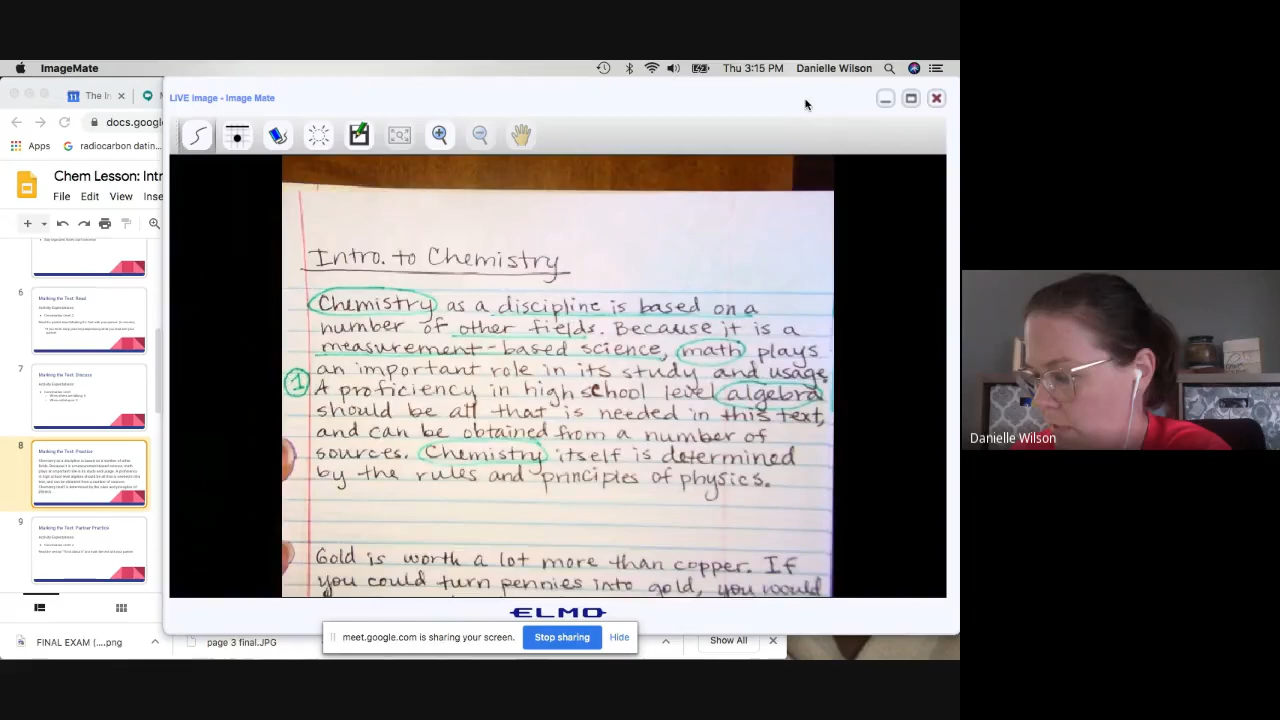 ImageMate
Thu 3:15 PM Danielle Wilson
The In
docs.googl
Apps radiocarbon datin...
Chem Lesson: Intr
File Edit View Inse
LIVE image - Image Mate
6
Marking the Text: Read
7
Marking the Text: Discuss
8
Marking the Text: Practice
9
Marking the Text: Partner Practice
Intro. to Chemistry
Chemistry as a discipline is based on a
number of other fields. Because it is a
measurement-based science, math plays
an important role in its study and usage.
1
A proficiency in high school level algebra
should be all that is needed in this text,
and can be obtained from a number of
sources. Chemistry itself is determined
by the rules and principles of physics.
Gold is worth a lot more than copper. If
you could turn pennies into gold, you would
ELMO
meet.google.com is sharing your screen. Stop sharing Hide
FINAL EXAM (....png
page 3 final.JPG
Show All
Danielle Wilson